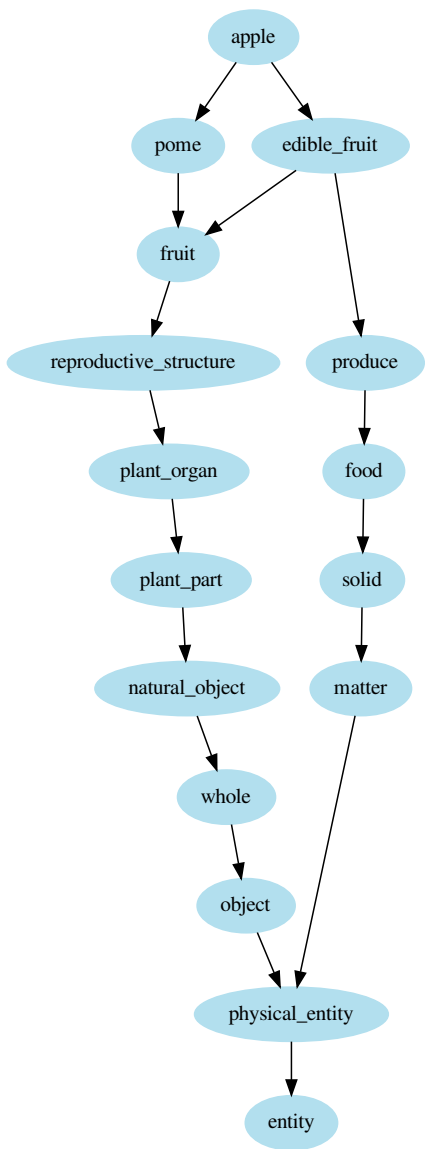 apple
pome
edible_fruit
fruit
reproductive_structure
produce
plant_organ
food
plant_part
solid
natural_object
matter
whole
object
physical_entity
entity